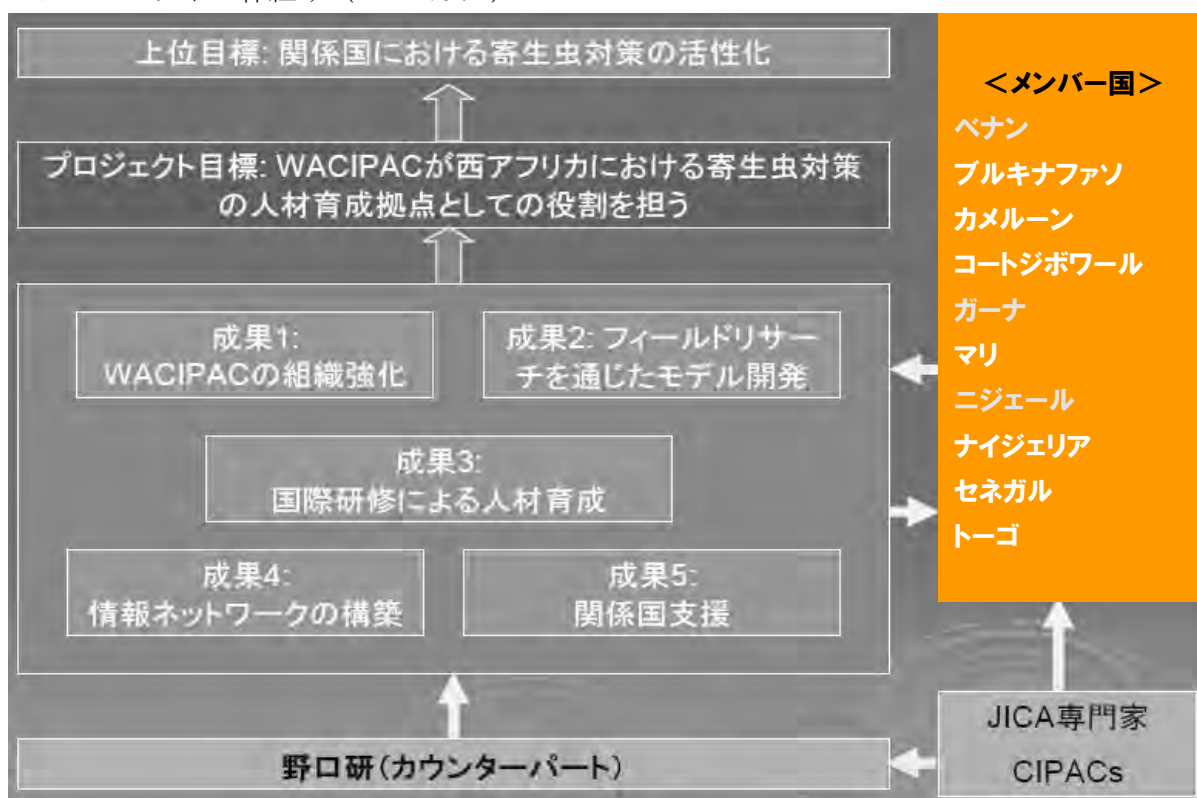 上位目標: 関係国における寄生虫対策の活性化
プロジェクト目標: WACIPACが西アフリカにおける寄生虫対策
の人材育成拠点としての役割を担う
成果1:
WACIPACの組織強化
成果2: フィールドリサー
チを通じたモデル開発
成果3:
国際研修による人材育成
成果4:
情報ネットワークの構築
成果5:
関係国支援
野口研(カウンターパート)
<メンバー国>
ベナン
ブルキナファソ
カメルーン
コートジボワール
ガーナ
マリ
ニジェール
ナイジェリア
セネガル
トーゴ
JICA専門家
CIPACs